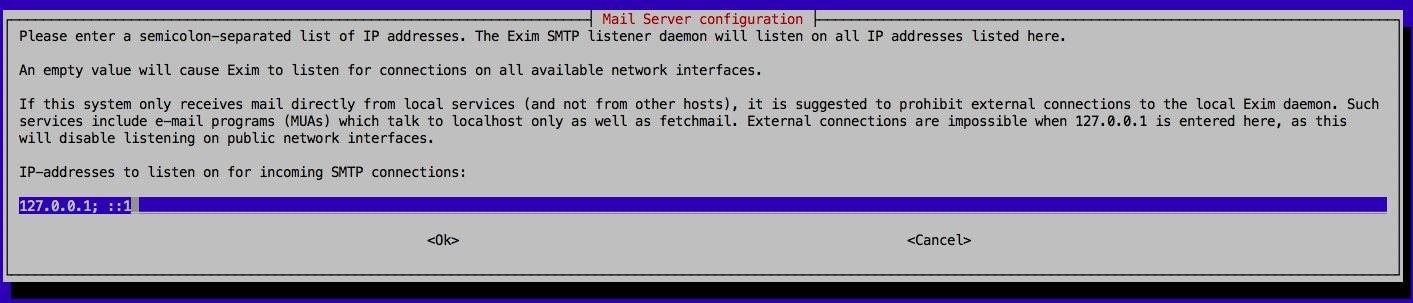 Mail Server configuration
Please enter a semicolon-separated list of IP addresses. The Exim SMTP listener daemon will listen on all IP addresses listed here.
An empty value will cause Exim to listen for connections on all available network interfaces.
If this system only receives mail directly from local services (and not from other hosts), it is suggested to prohibit external connections to the local Exim daemon. Such
services include e-mail programs (MUAs) which talk to localhost only as well as fetchmail. External connections are impossible when 127.0.0.1 is entered here, as this
will disable listening on public network interfaces.
IP-addresses to listen on for incoming SMTP connections:
127.0.0.1; ::1
<Ok> <Cancel>